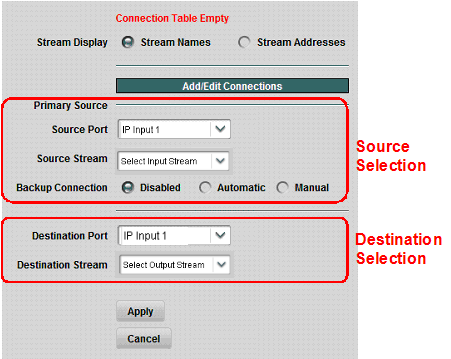 Connection Table Empty
Stream Display Stream Names Stream Addresses
Add/Edit Connections
Primary Source
Source Port IP Input 1
Source Stream Select Input Stream
Backup Connection Disabled Automatic Manual
Source
Selection
Destination Port IP Input 1
Destination Stream Select Output Stream
Destination
Selection
Apply
Cancel